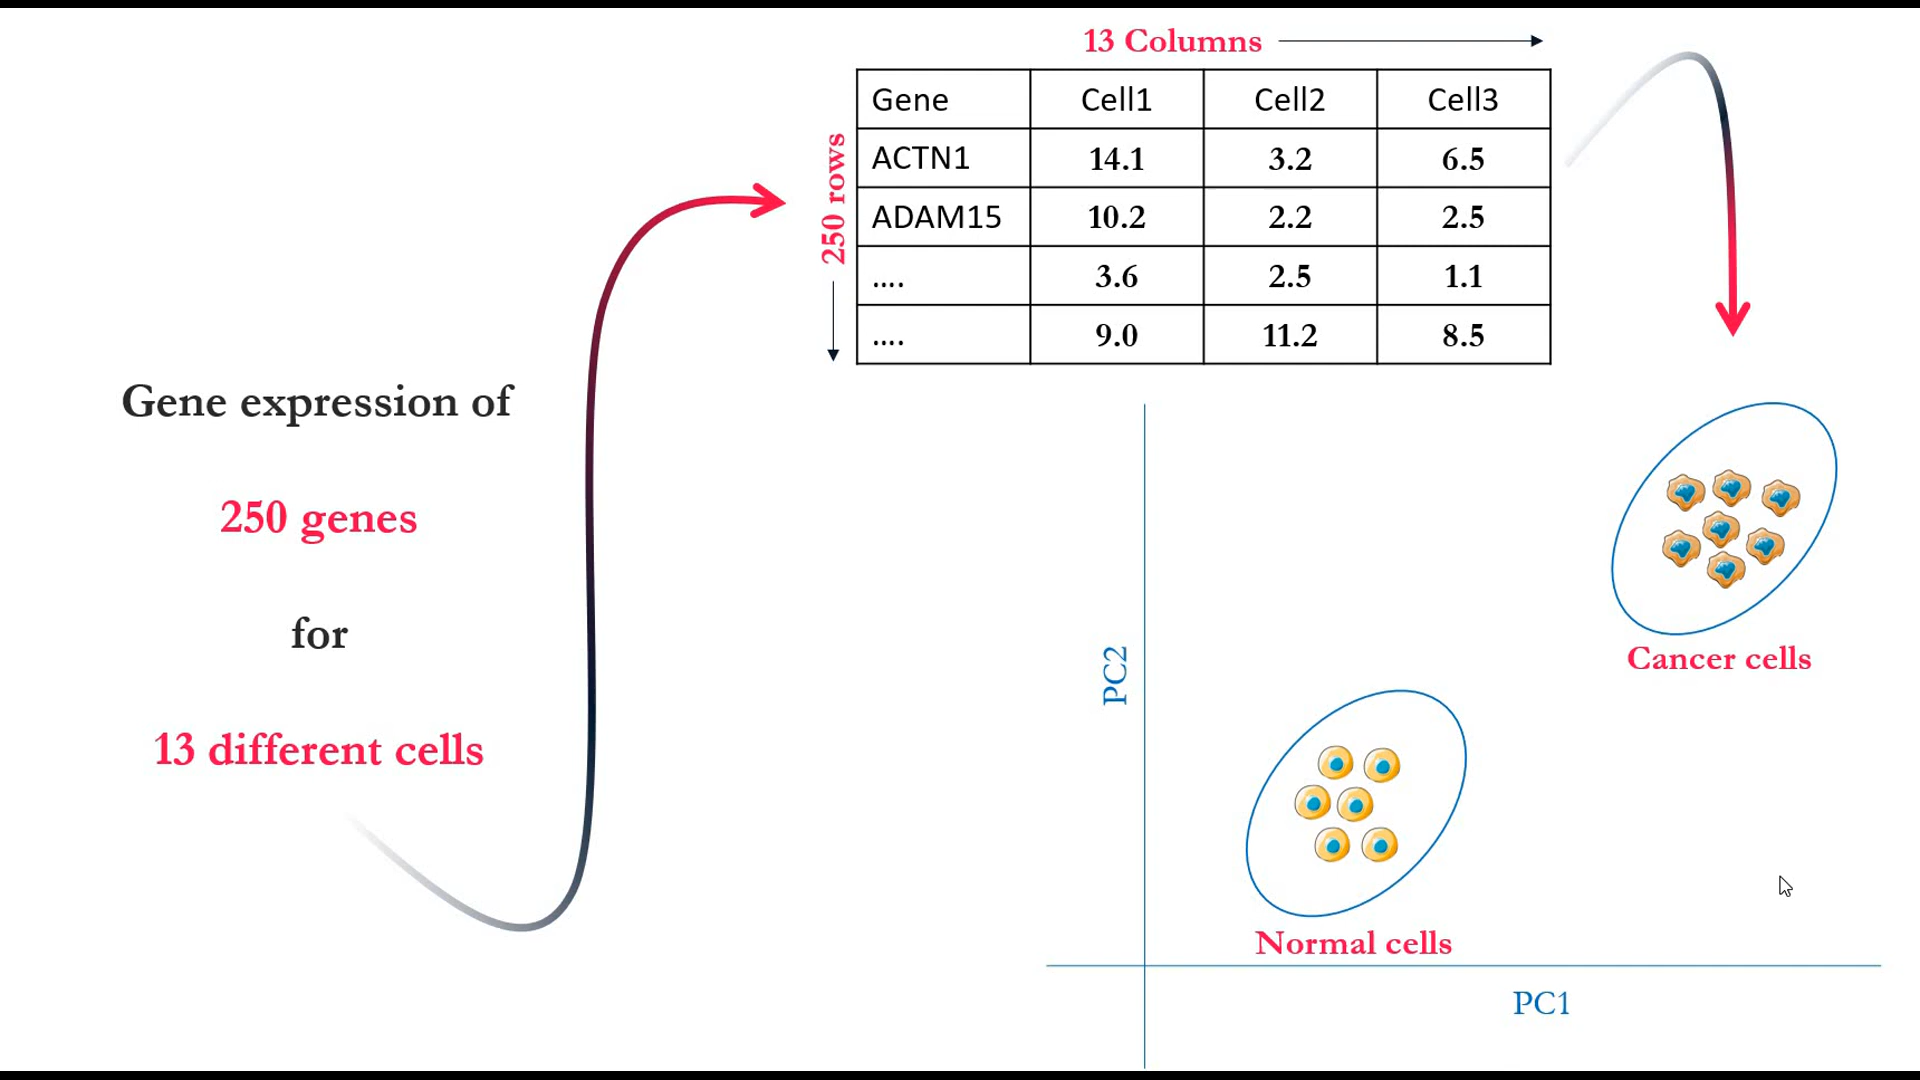 13 Columns
Gene Cell1 Cell2 Cell3
ACTN1 14.1 3.2 6.5
ADAM15 10.2 2.2 2.5
.... 3.6 2.5 1.1
.... 9.0 11.2 8.5
250 rows
Gene expression of
250 genes
for
13 different cells
Cancer cells
PC2
Normal cells
PC1